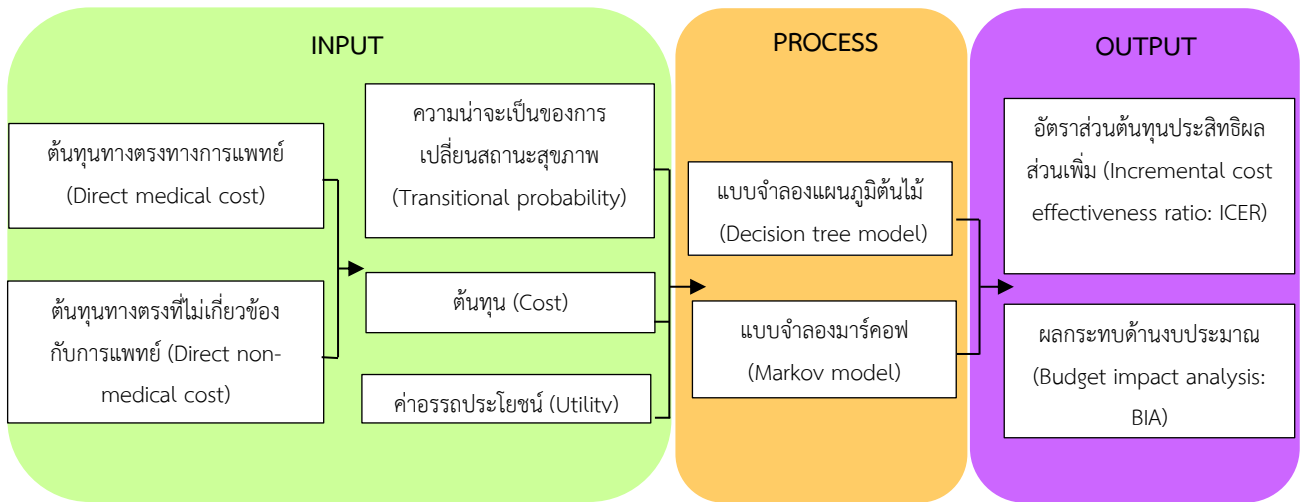 INPUT
ต้นทุนทางตรงทางการแพทย์
(Direct medical cost)
ต้นทุนทางตรงที่ไม่เกี่ยวข้อง
กับการแพทย์ (Direct non-
medical cost)
ความน่าจะเป็นของการ
เปลี่ยนสถานะสุขภาพ
(Transitional probability)
ต้นทุน (Cost)
ค่าอรรถประโยชน์ (Utility)
PROCESS
แบบจำลองแผนภูมิต้นไม้
(Decision tree model)
แบบจำลองมาร์คอฟ
(Markov model)
OUTPUT
อัตราส่วนต้นทุนประสิทธิผล
ส่วนเพิ่ม (Incremental cost
effectiveness ratio: ICER)
ผลกระทบด้านงบประมาณ
(Budget impact analysis:
BIA)